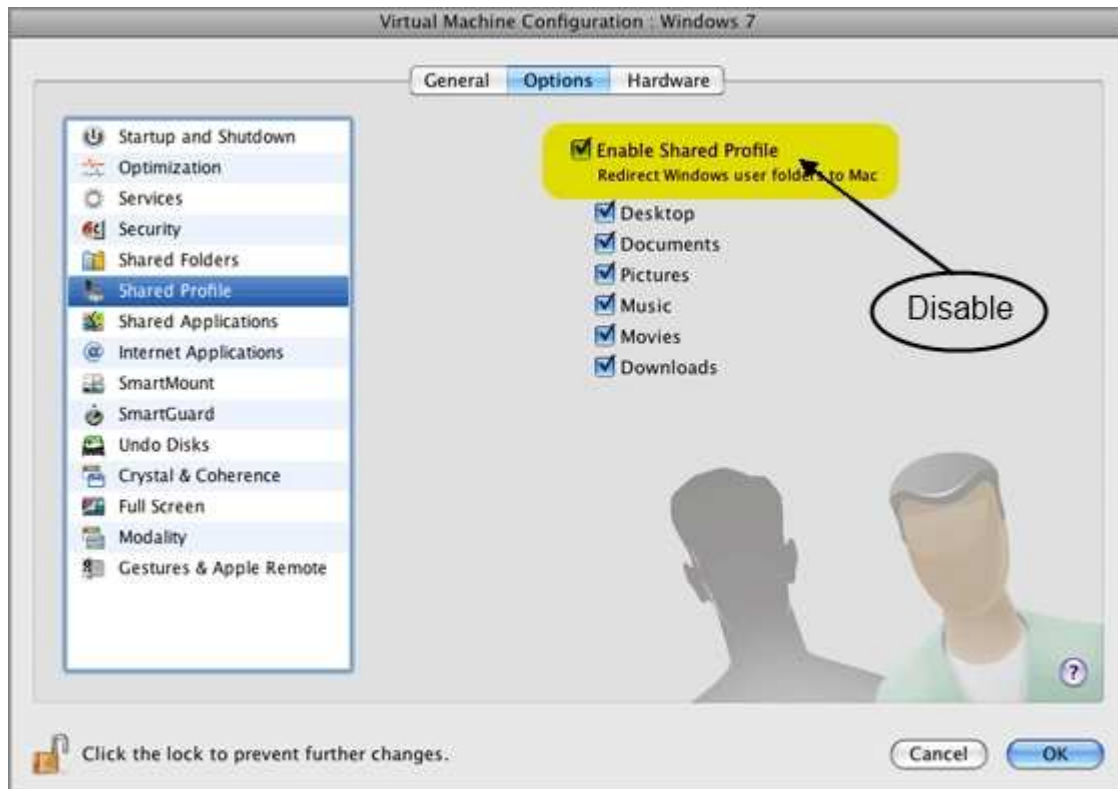 Virtual Machine Configuration : Windows 7
General Options Hardware
Startup and Shutdown
Optimization
Services
Security
Shared Folders
Shared Profile
Shared Applications
Internet Applications
SmartMount
SmartGuard
Undo Disks
Crystal & Coherence
Full Screen
Modality
Gestures & Apple Remote
Enable Shared Profile
Redirect Windows user folders to Mac
Desktop
Documents
Pictures
Music
Movies
Downloads
Disable
?
Click the lock to prevent further changes.
Cancel OK